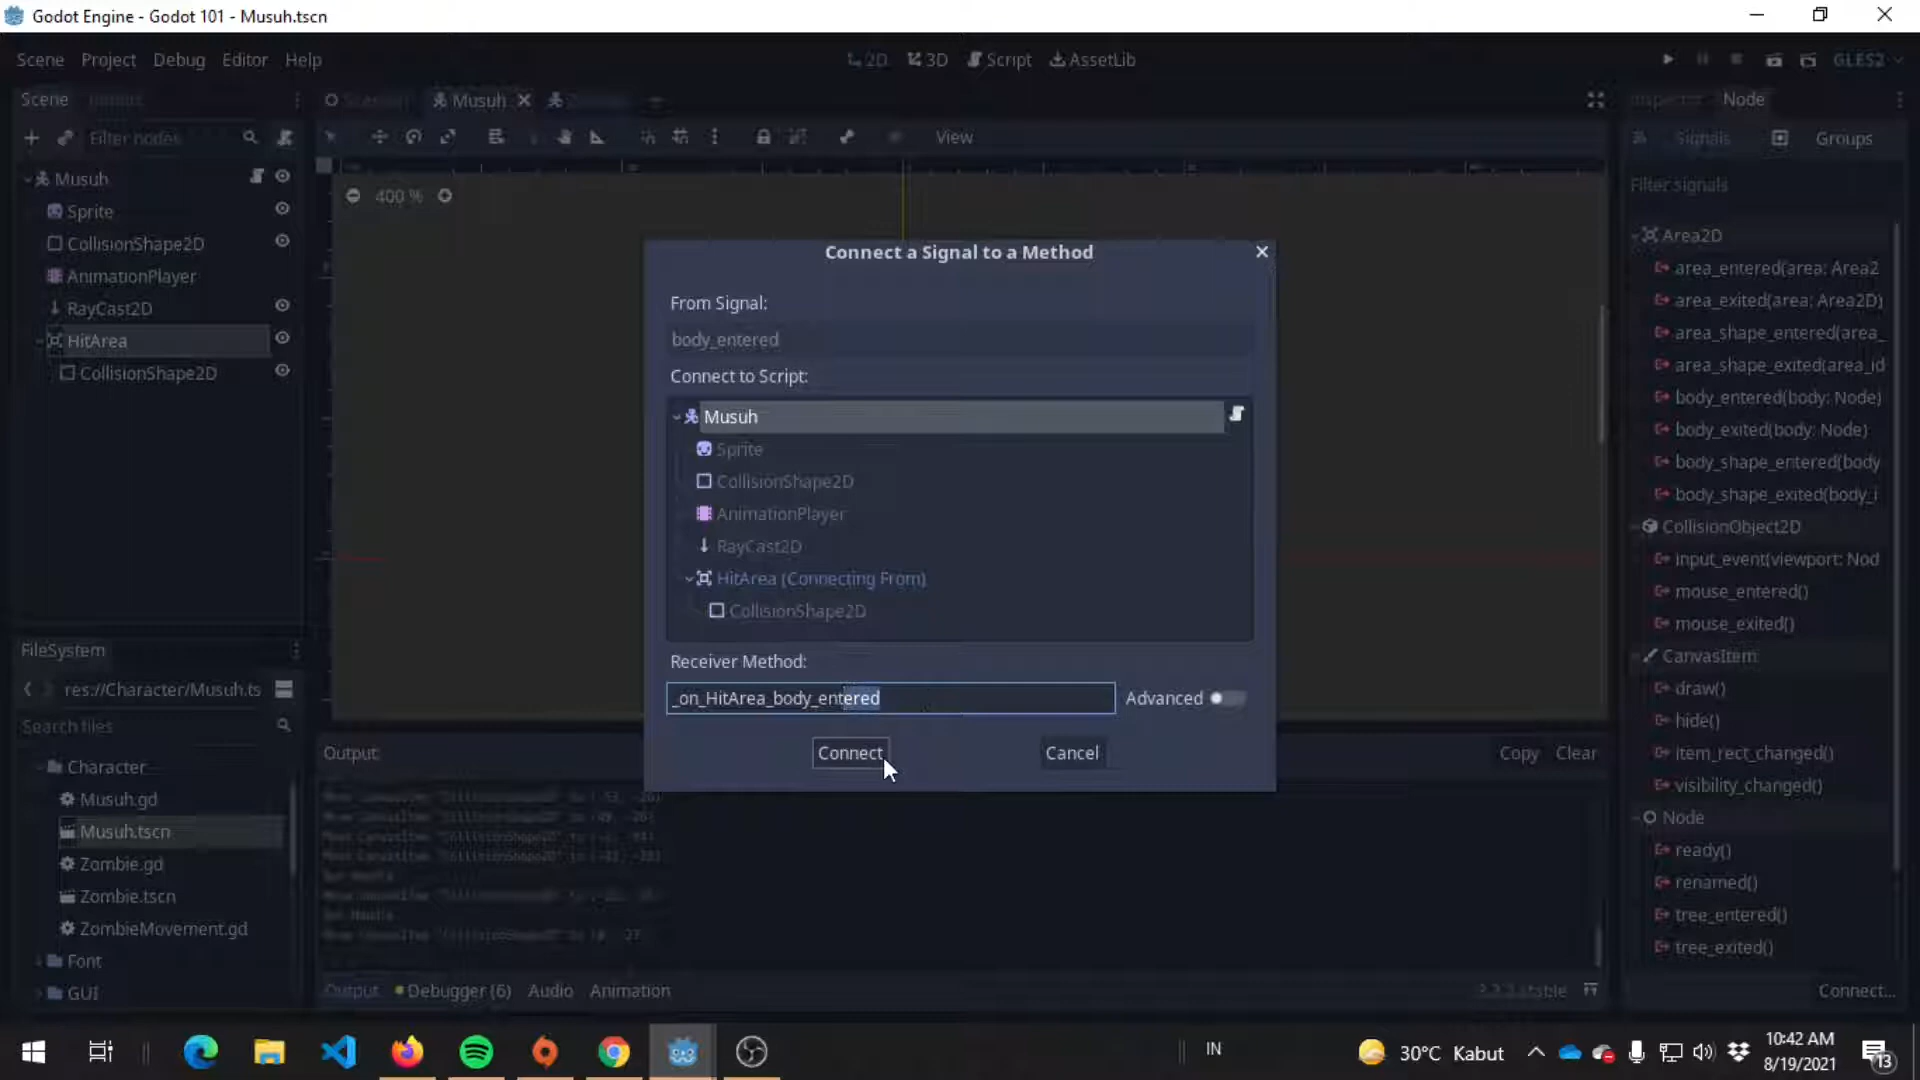 Godot Engine - Godot 101 - Musuh.tscn
Scene Project Debug Editor Help
2D 3D Script AssetLib
GLES2
Scene
Musuh
Node
Filter nodes
View
Signals
Groups
Musuh
Sprite
CollisionShape2D
AnimationPlayer
RayCast2D
HitArea
CollisionShape2D
400 %
Connect a Signal to a Method
From Signal:
body_entered
Connect to Script:
Musuh
Sprite
CollisionShape2D
AnimationPlayer
RayCast2D
HitArea (Connecting From)
CollisionShape2D
Receiver Method:
_on_HitArea_body_entered
Advanced
Connect
Cancel
Filter signals
Area2D
area_entered(area: Area2
area_exited(area: Area2D)
area_shape_entered(area_
area_shape_exited(area_id
body_entered(body: Node)
body_exited(body: Node)
body_shape_entered(body
body_shape_exited(body_i
CollisionObject2D
input_event(viewport: Nod
mouse_entered()
mouse_exited()
CanvasItem
draw()
hide()
item_rect_changed()
visibility_changed()
Node
ready()
renamed()
tree_entered()
tree_exited()
Connect...
FileSystem
res://Character/Musuh.ts
Search files
Character
Musuh.gd
Musuh.tscn
Zombie.gd
Zombie.tscn
ZombieMovement.gd
Font
GUI
Output:
Copy Clear
Output Debugger (6) Audio Animation
IN
30°C Kabut
10:42 AM
8/19/2021
13